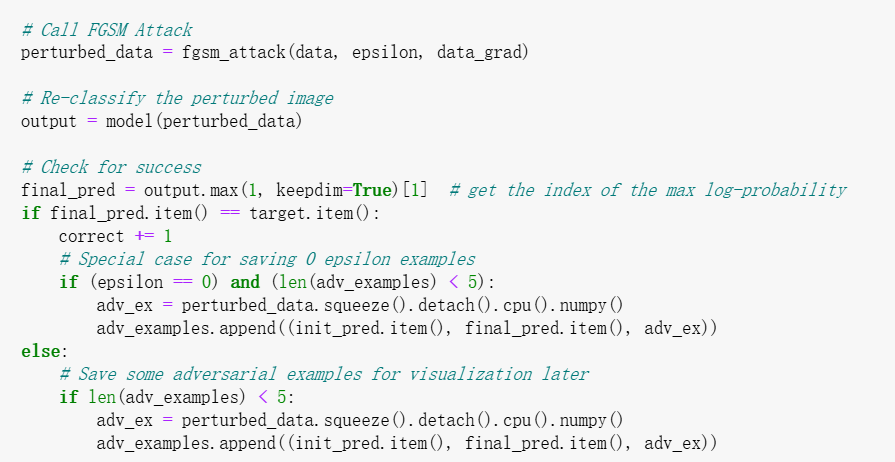 # Call FGSM Attack
perturbed_data = fgsm_attack(data, epsilon, data_grad)
# Re-classify the perturbed image
output = model(perturbed_data)
# Check for success
final_pred = output.max(1, keepdim=True)[1]  # get the index of the max log-probability
if final_pred.item() == target.item():
    correct += 1
    # Special case for saving 0 epsilon examples
    if (epsilon == 0) and (len(adv_examples) < 5):
        adv_ex = perturbed_data.squeeze().detach().cpu().numpy()
        adv_examples.append((init_pred.item(), final_pred.item(), adv_ex))
else:
    # Save some adversarial examples for visualization later
    if len(adv_examples) < 5:
        adv_ex = perturbed_data.squeeze().detach().cpu().numpy()
        adv_examples.append((init_pred.item(), final_pred.item(), adv_ex))